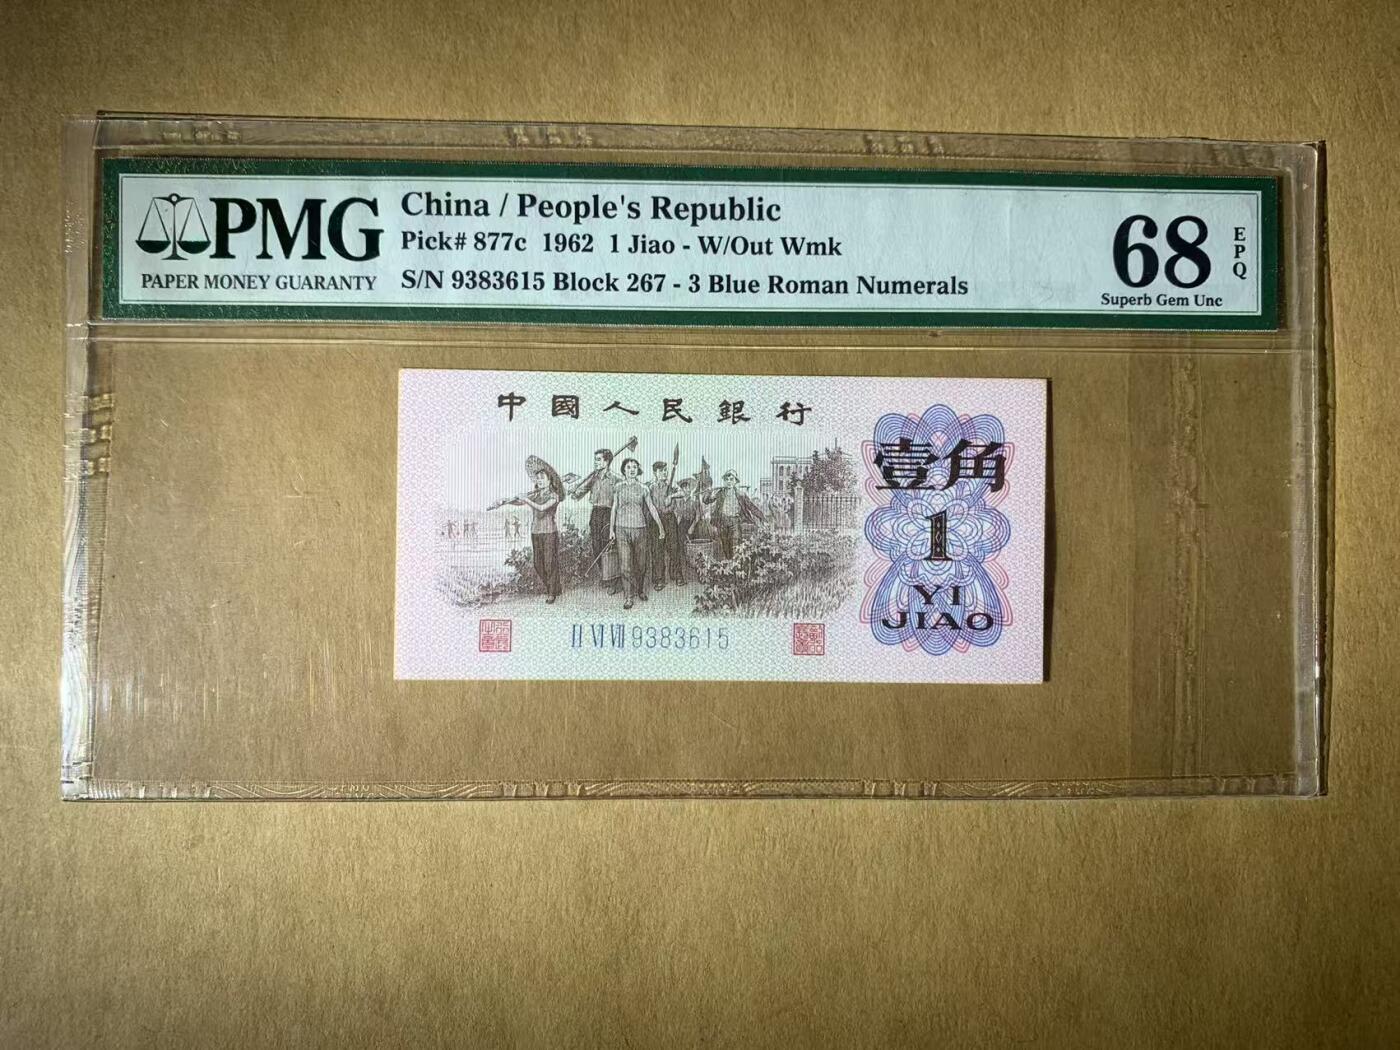 PMG
PAPER MONEY GUARANTY
China / People's Republic
Pick# 877c 1962 1 Jiao - W/Out Wmk
S/N 9383615 Block 267 - 3 Blue Roman Numerals
68
EPQ
Superb Gem Unc
中國人民銀行
壹角
1
YI
JIAO
II VI VII 9383615